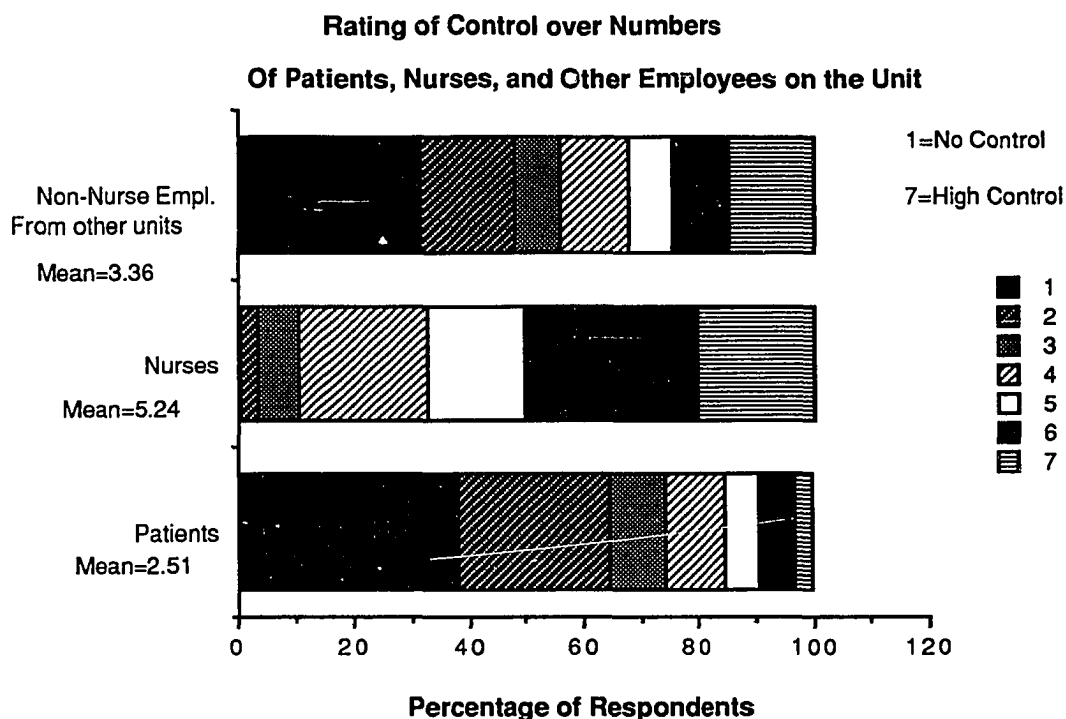 Rating of Control over Numbers
Of Patients, Nurses, and Other Employees on the Unit
1=No Control
7=High Control
Non-Nurse Empl.
From other units
Mean=3.36
Nurses
Mean=5.24
Patients
Mean=2.51
1
2
3
4
5
6
7
0 20 40 60 80 100 120
Percentage of Respondents